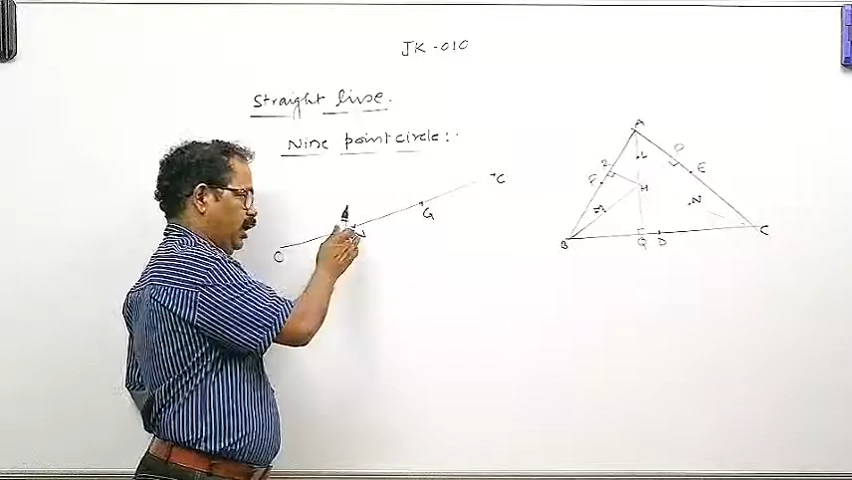 JK-010
Straight line.
Nine point circle:-
O
G
C
A
L
P
E
R
F
H
M
N
B
Q D
C